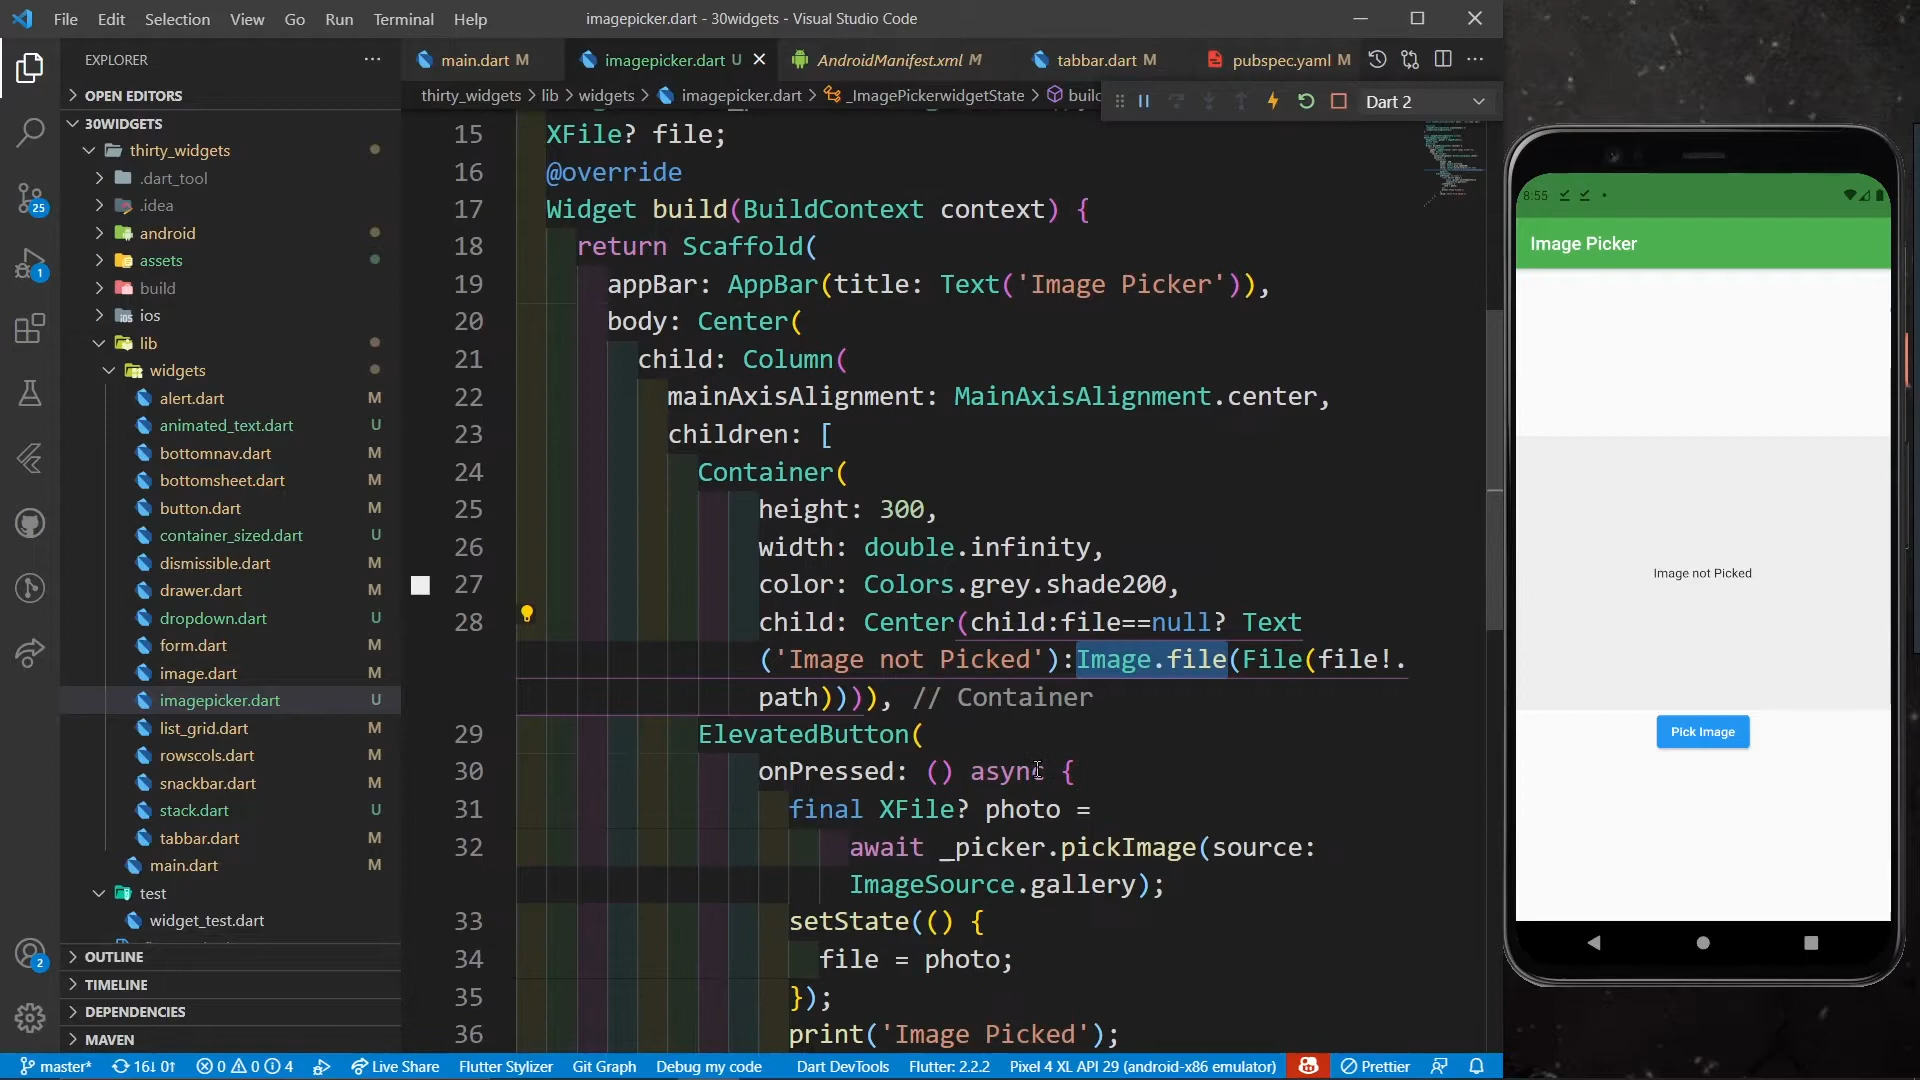 File Edit Selection View Go Run Terminal Help
imagepicker.dart - 30widgets - Visual Studio Code
EXPLORER
OPEN EDITORS
30WIDGETS
thirty_widgets
.dart_tool
.idea
android
assets
build
ios
lib
widgets
alert.dart M
animated_text.dart U
bottomnav.dart M
bottomsheet.dart M
button.dart M
container_sized.dart U
dismissible.dart M
drawer.dart M
dropdown.dart U
form.dart M
image.dart M
imagepicker.dart U
list_grid.dart M
rowscols.dart M
snackbar.dart M
stack.dart U
tabbar.dart M
main.dart M
test
widget_test.dart
OUTLINE
TIMELINE
DEPENDENCIES
MAVEN
25
1
2
main.dart M imagepicker.dart U AndroidManifest.xml M tabbar.dart M pubspec.yaml M
thirty_widgets > lib > widgets > imagepicker.dart > _ImagePickerwidgetState > build
Dart 2
15 XFile? file;
16 @override
17 Widget build(BuildContext context) {
18 return Scaffold(
19 appBar: AppBar(title: Text('Image Picker')),
20 body: Center(
21 child: Column(
22 mainAxisAlignment: MainAxisAlignment.center,
23 children: [
24 Container(
25 height: 300,
26 width: double.infinity,
27 color: Colors.grey.shade200,
28 child: Center(child:file==null? Text
('Image not Picked'):Image.file(File(file!.
path)))), // Container
29 ElevatedButton(
30 onPressed: () async {
31 final XFile? photo =
32 await _picker.pickImage(source:
ImageSource.gallery);
33 setState(() {
34 file = photo;
35 });
36 print('Image Picked');
8:55
Image Picker
Image not Picked
Pick Image
master* 16↓ 0↑ 0 0 4 Live Share Flutter Stylizer Git Graph Debug my code Dart DevTools Flutter: 2.2.2 Pixel 4 XL API 29 (android-x86 emulator) Prettier